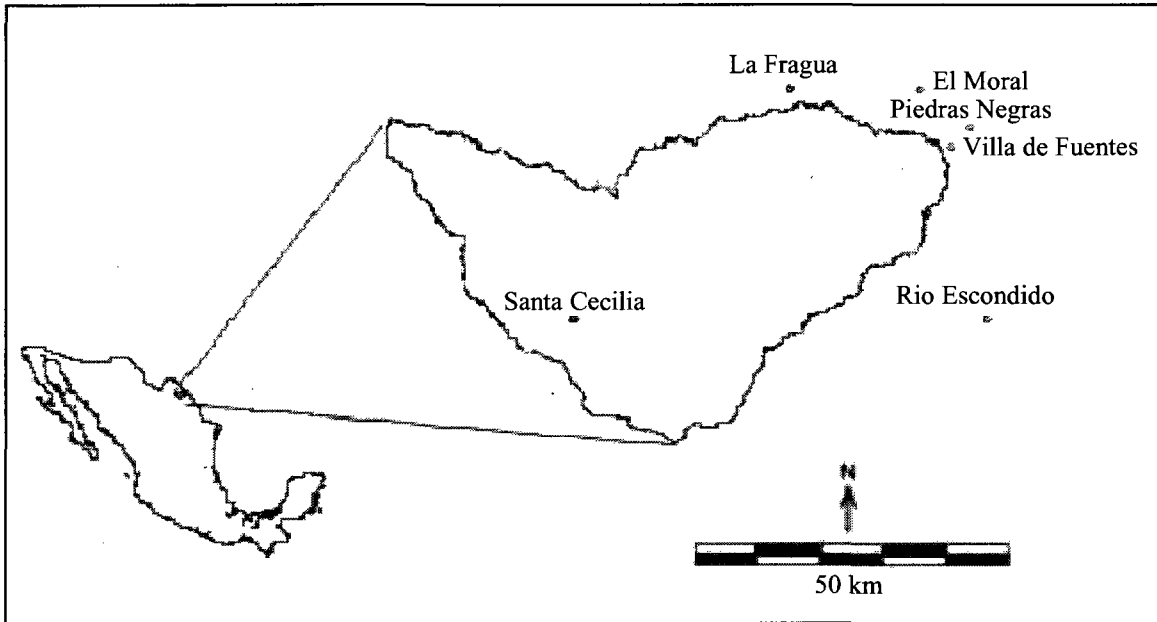 La Fragua
El Moral
Piedras Negras
Villa de Fuentes
Santa Cecilia
Rio Escondido
N
50 km